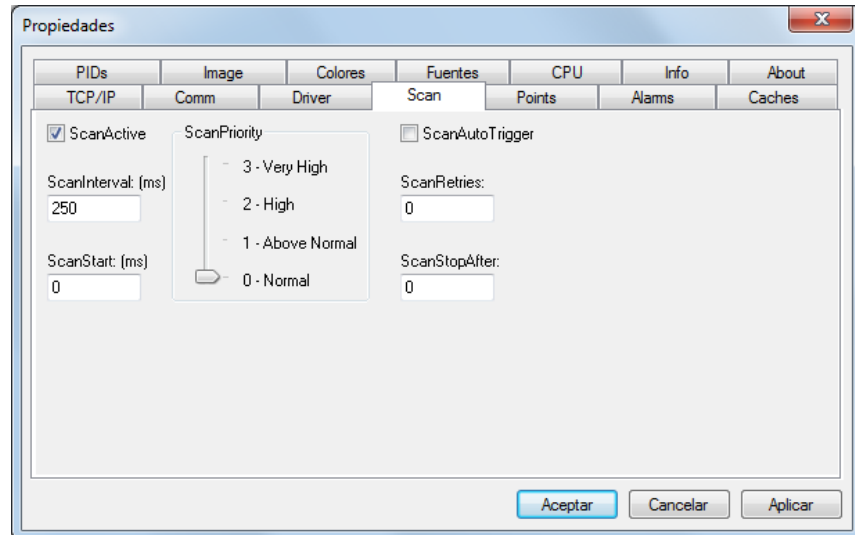 Propiedades
PIDs Image Colores Fuentes CPU Info About
TCP/IP Comm Driver Scan Points Alarms Caches
ScanActive ScanPriority ScanAutoTrigger
3 - Very High
ScanInterval: (ms) ScanRetries:
250 2 - High 0
1 - Above Normal
ScanStart: (ms) ScanStopAfter:
0 0 - Normal 0
Aceptar Cancelar Aplicar